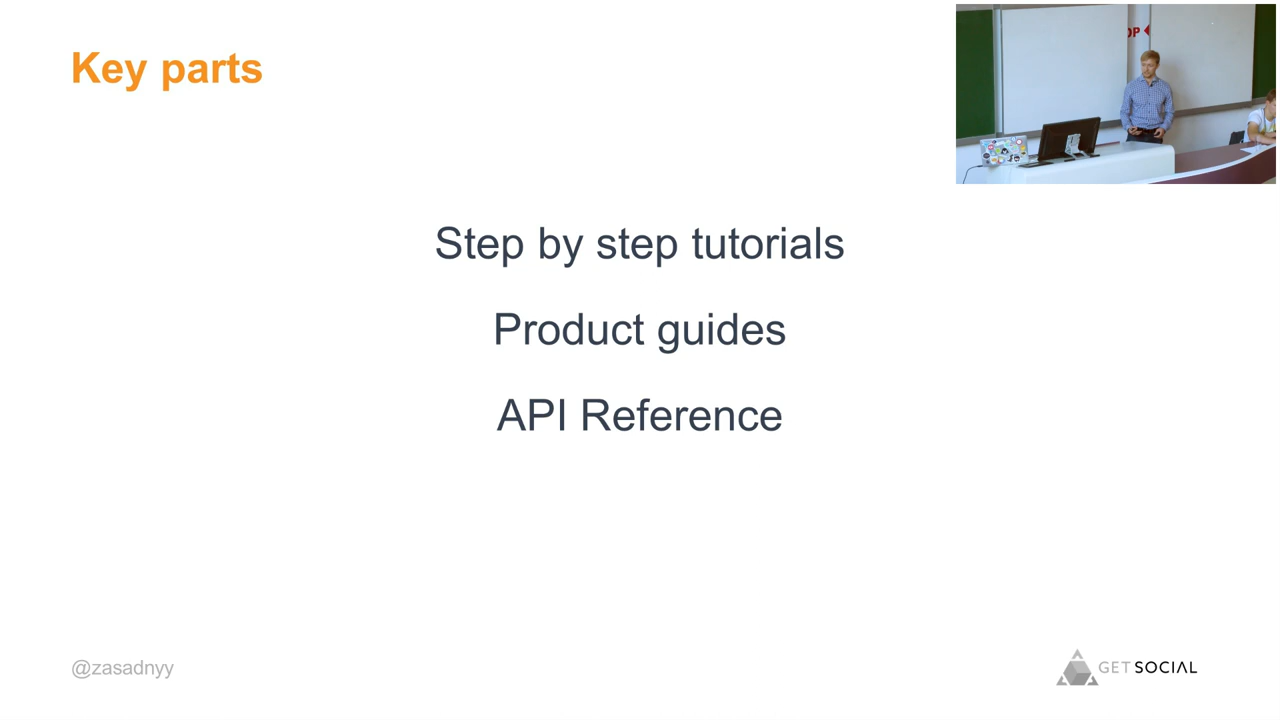 Key parts
Step by step tutorials
Product guides
API Reference
@zasadnyy
GET SOCIAL